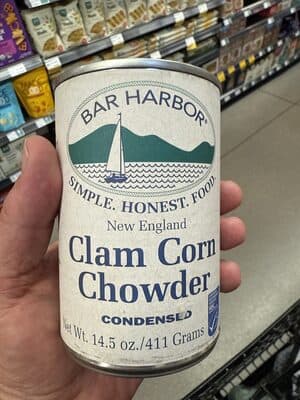 BAR HARBOR
SIMPLE. HONEST. FOOD.
New England
Clam Corn
Chowder
CONDENSED
Net Wt. 14.5 oz./411 Grams